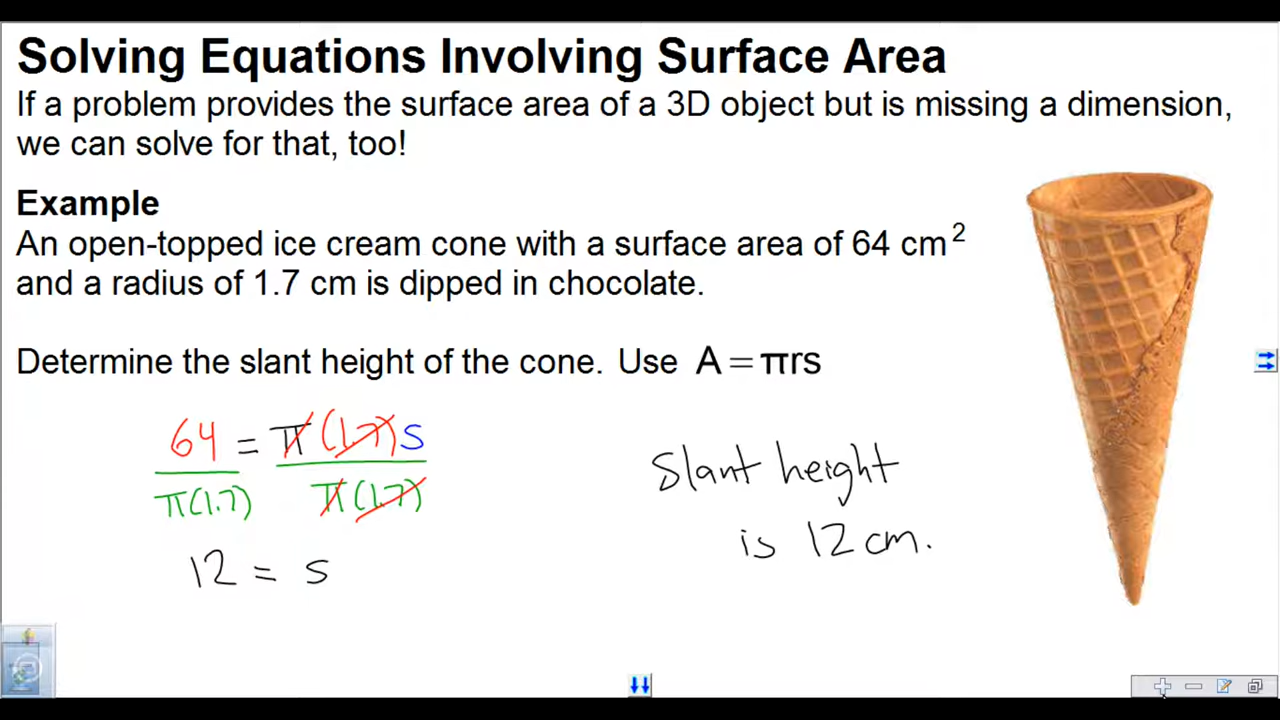 Solving Equations Involving Surface Area
If a problem provides the surface area of a 3D object but is missing a dimension,
we can solve for that, too!
Example
An open-topped ice cream cone with a surface area of 64 cm²
and a radius of 1.7 cm is dipped in chocolate.
Determine the slant height of the cone. Use A = πrs
64 = π (1.7) s
π(1.7) π(1.7)
12 = s
Slant height
is 12 cm.